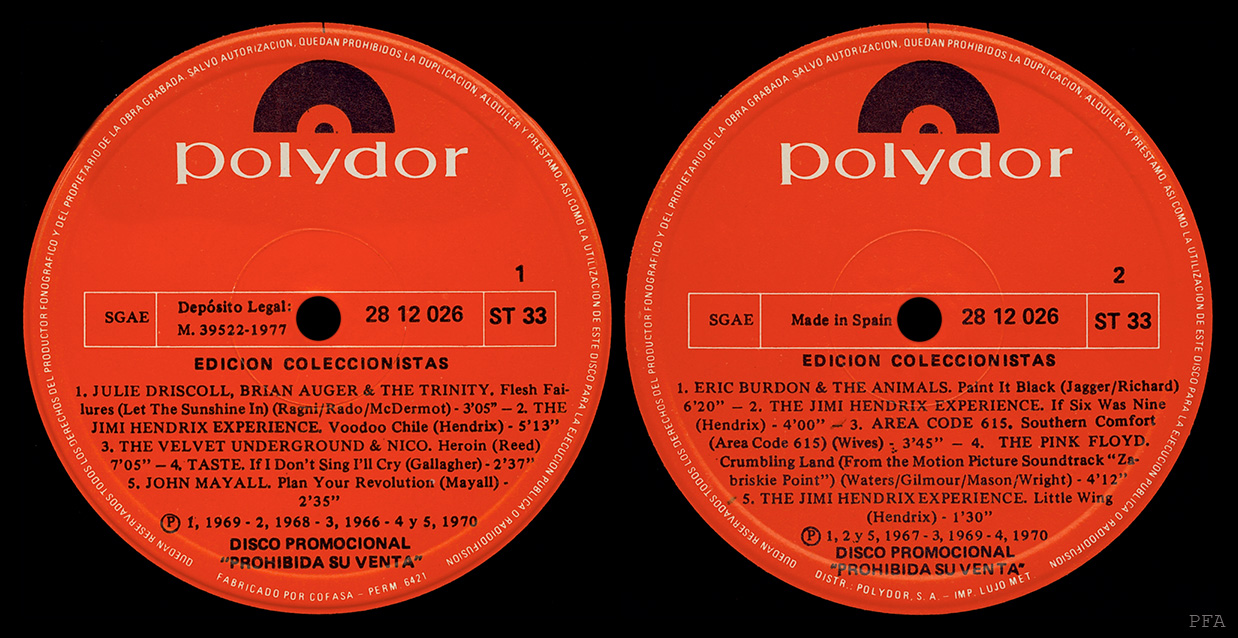 QUEDAN RESERVADOS TODOS LOS DERECHOS DEL PRODUCTOR FONOGRAFICO Y DEL PROPIETARIO DE LA OBRA GRABADA. SALVO AUTORIZACION, QUEDAN PROHIBIDOS LA DUPLICACION, ALQUILER Y PRESTAMO, ASI COMO LA UTILIZACION DE ESTE DISCO PARA LA EJECUCION PUBLICA O RADIODIFUSION
polydor
1
SGAE
Depósito Legal:
M. 39522-1977
28 12 026
ST 33
EDICION COLECCIONISTAS
1. JULIE DRISCOLL, BRIAN AUGER & THE TRINITY. Flesh Fai-
lures (Let The Sunshine In) (Ragni/Rado/McDermot) - 3'05" — 2. THE
JIMI HENDRIX EXPERIENCE. Voodoo Chile (Hendrix) - 5'13"
3. THE VELVET UNDERGROUND & NICO. Heroin (Reed)
7'05" — 4. TASTE. If I Don't Sing I'll Cry (Gallagher) - 2'37"
5. JOHN MAYALL. Plan Your Revolution (Mayall) -
2'35"
Ⓟ 1, 1969 - 2, 1968 - 3, 1966 - 4 y 5, 1970
DISCO PROMOCIONAL
"PROHIBIDA SU VENTA"
FABRICADO POR COFASA - PERM. 6421
QUEDAN RESERVADOS TODOS LOS DERECHOS DEL PRODUCTOR FONOGRAFICO Y DEL PROPIETARIO DE LA OBRA GRABADA. SALVO AUTORIZACION, QUEDAN PROHIBIDOS LA DUPLICACION, ALQUILER Y PRESTAMO, ASI COMO LA UTILIZACION DE ESTE DISCO PARA LA EJECUCION PUBLICA O RADIODIFUSION
polydor
2
SGAE
Made in Spain
28 12 026
ST 33
EDICION COLECCIONISTAS
1. ERIC BURDON & THE ANIMALS. Paint It Black (Jagger/Richard)
6'20" — 2. THE JIMI HENDRIX EXPERIENCE. If Six Was Nine
(Hendrix) - 4'00" — 3. AREA CODE 615. Southern Comfort
(Area Code 615) (Wives) - 3'45" — 4. THE PINK FLOYD.
Crumbling Land (From the Motion Picture Soundtrack "Za-
briskie Point") (Waters/Gilmour/Mason/Wright) - 4'12"
5. THE JIMI HENDRIX EXPERIENCE. Little Wing
(Hendrix) - 1'30"
Ⓟ 1, 2 y 5, 1967 - 3, 1969 - 4, 1970
DISCO PROMOCIONAL
"PROHIBIDA SU VENTA"
DISTR.: POLYDOR, S. A. - IMP. LUJO MET.
PFA